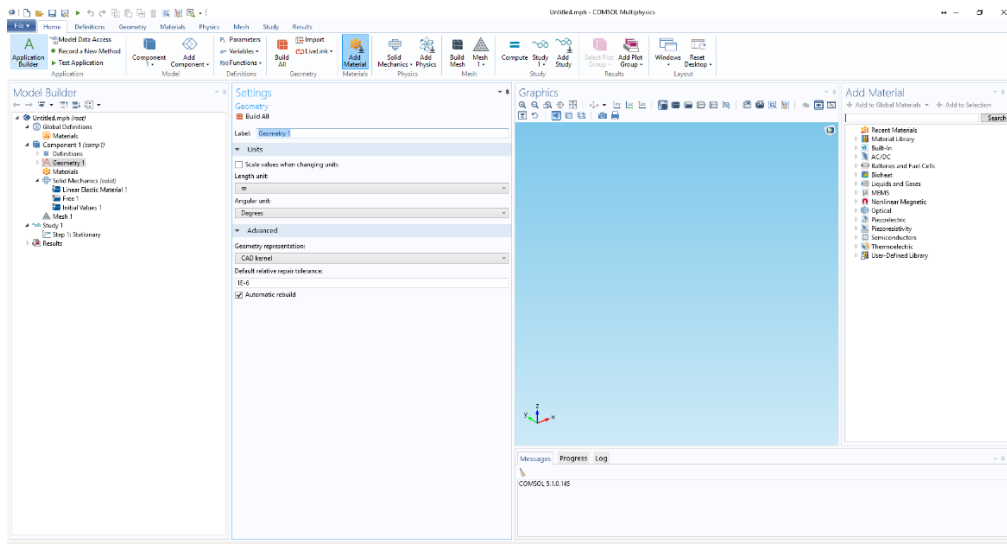 Untitled.mph - COMSOL Multiphysics
File Home Definitions Geometry Materials Physics Mesh Study Results
Application Builder
Model Data Access
Record a New Method
Test Application
Application
Component 1
Add Component
Model
Pi Parameters
a= Variables
f(x) Functions
Definitions
Build All
Import
LiveLink
Geometry
Add Material
Materials
Solid Mechanics
Add Physics
Physics
Build Mesh
Mesh 1
Mesh
Compute
Study 1
Add Study
Study
Select Plot Group
Add Plot Group
Results
Windows
Reset Desktop
Layout
Model Builder
Untitled.mph (root)
Global Definitions
Materials
Component 1 (comp1)
Definitions
Geometry 1
Materials
Solid Mechanics (solid)
Linear Elastic Material 1
Free 1
Initial Values 1
Mesh 1
Study 1
Step 1: Stationary
Results
Settings
Geometry
Build All
Label: Geometry 1
Units
Scale values when changing units
Length unit:
m
Angular unit:
Degrees
Advanced
Geometry representation:
CAD kernel
Default relative repair tolerance:
1E-6
Automatic rebuild
Graphics
z
y
x
Messages Progress Log
COMSOL 5.1.0.145
Add Material
Add to Global Materials Add to Selection
Search
Recent Materials
Material Library
Built-In
AC/DC
Batteries and Fuel Cells
Bioheat
Liquids and Gases
MEMS
Nonlinear Magnetic
Optical
Piezoelectric
Piezoresistivity
Semiconductors
Thermoelectric
User-Defined Library